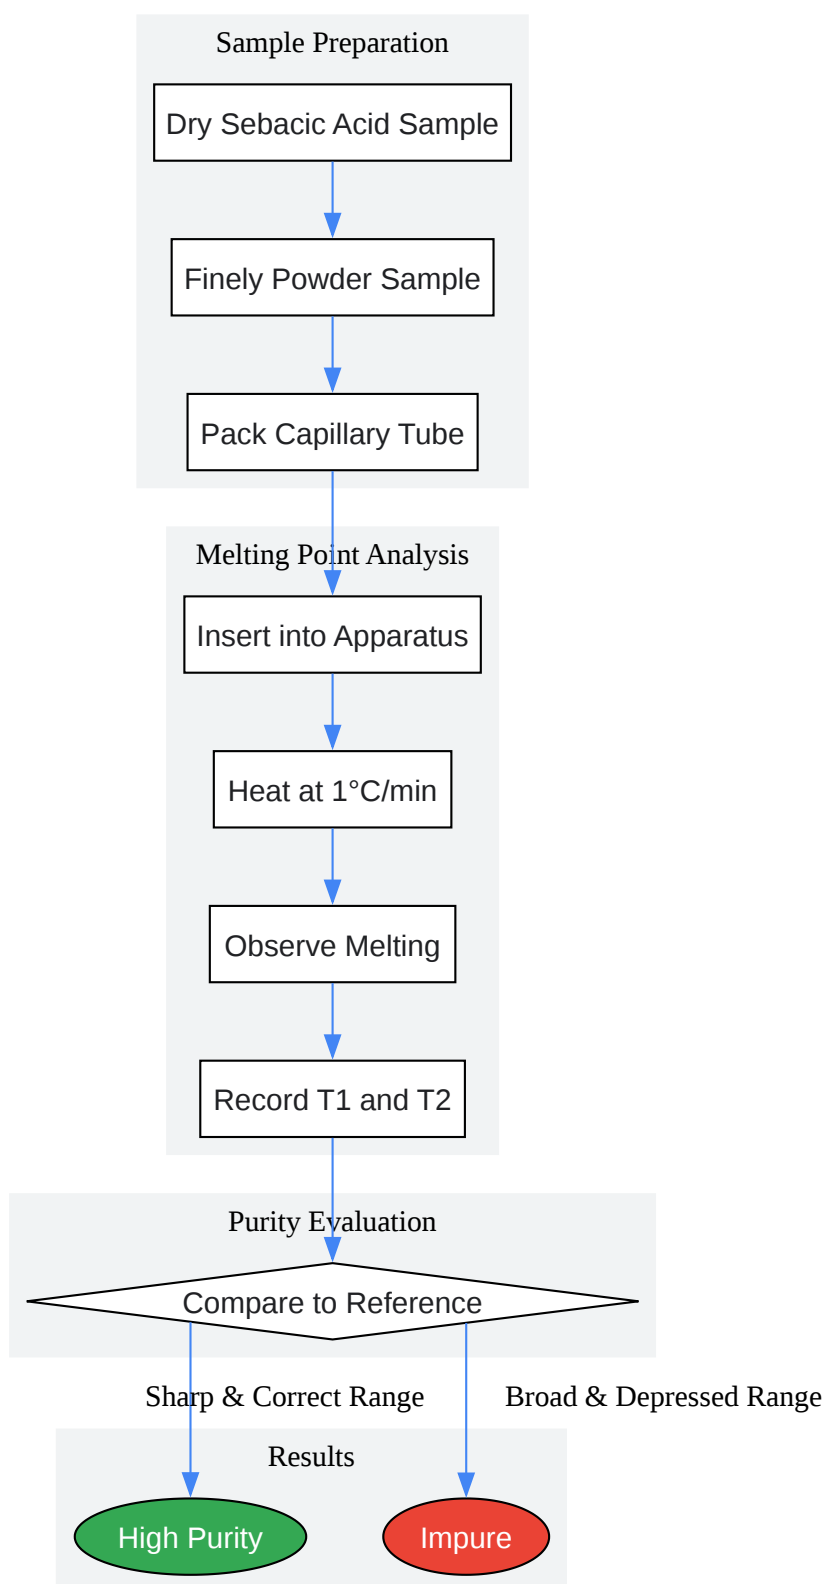 Sample Preparation
Dry Sebacic Acid Sample
Finely Powder Sample
Pack Capillary Tube
Melting Point Analysis
Insert into Apparatus
Heat at 1°C/min
Observe Melting
Record T1 and T2
Purity Evaluation
Compare to Reference
Sharp & Correct Range
Broad & Depressed Range
Results
High Purity
Impure